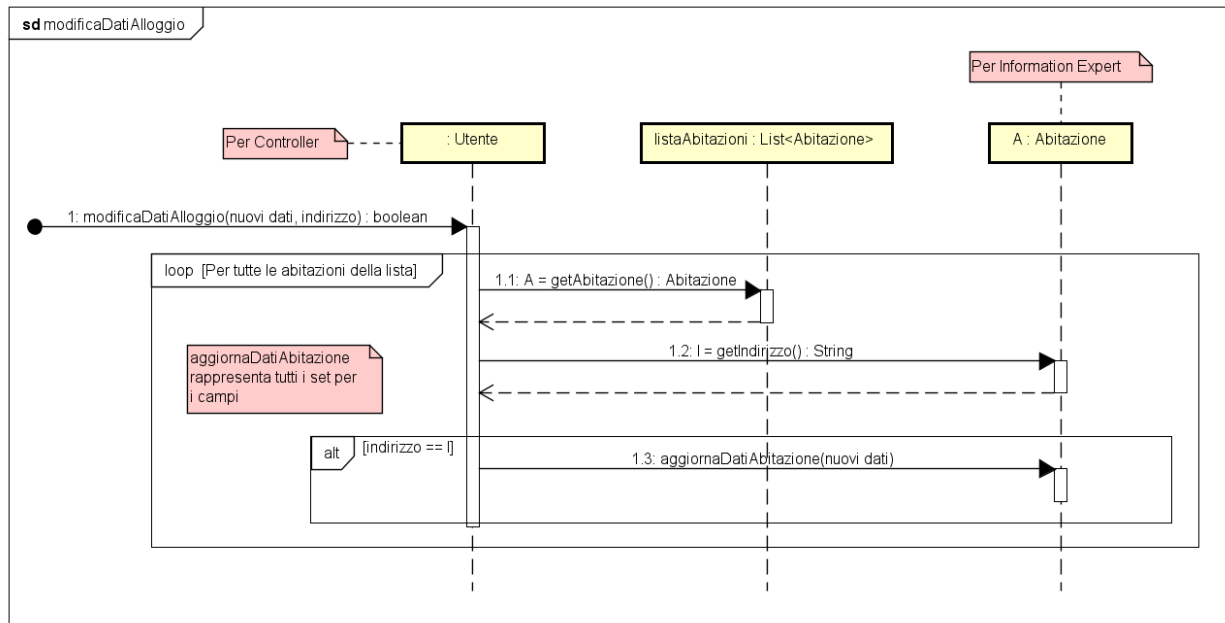 sd modificaDatiAlloggio
Per Information Expert
Per Controller
: Utente
listaAbitazioni : List<Abitazione>
A : Abitazione
1: modificaDatiAlloggio(nuovi dati, indirizzo) : boolean
loop [Per tutte le abitazioni della lista]
1.1: A = getAbitazione() : Abitazione
1.2: I = getIndirizzo() : String
aggiornaDatiAbitazione
rappresenta tutti i set per
i campi
alt [indirizzo == I]
1.3: aggiornaDatiAbitazione(nuovi dati)